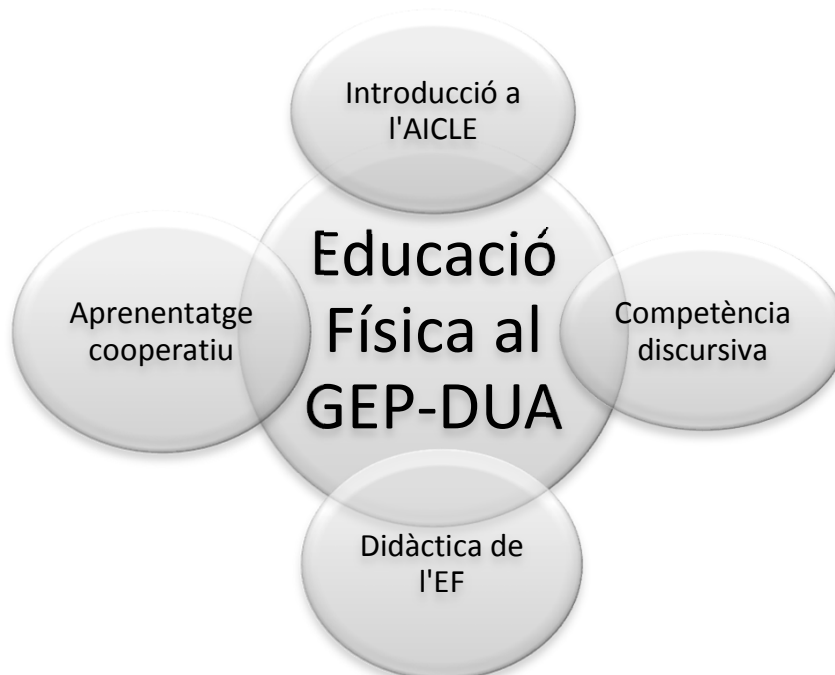 Introducció a
l'AICLE
Educació
Física al
GEP-DUA
Aprenentatge
cooperatiu
Competència
discursiva
Didàctica de
l'EF